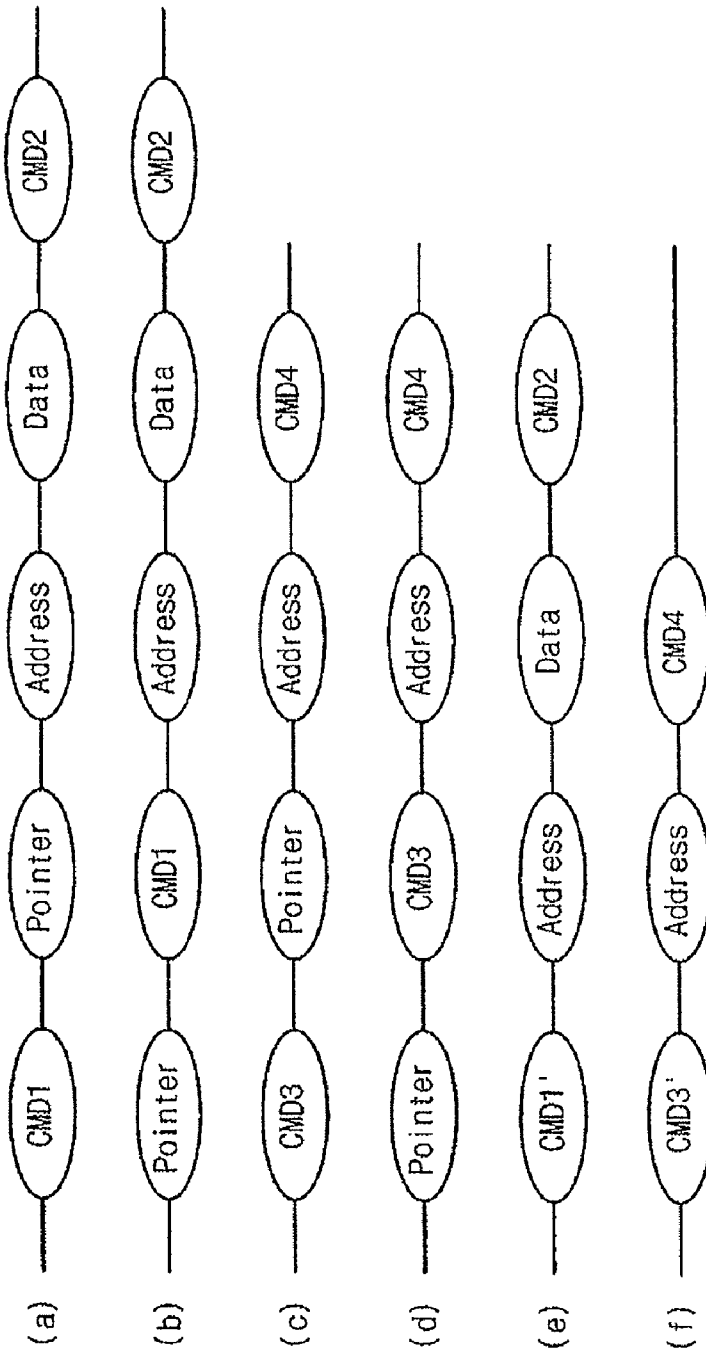 (a) CMD1 Pointer Address Data CMD2
(b) Pointer CMD1 Address Data CMD2
(c) CMD3 Pointer Address CMD4
(d) Pointer CMD3 Address CMD4
(e) CMD1' Address Data CMD2
(f) CMD3' Address CMD4